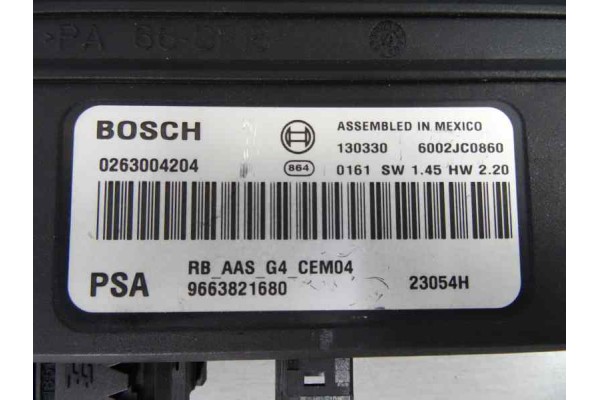 BOSCH
ASSEMBLED IN MEXICO
130330 6002JC0860
0263004204
864 0161 SW 1.45 HW 2.20
RB_AAS_G4_CEM04
PSA
9663821680
23054H